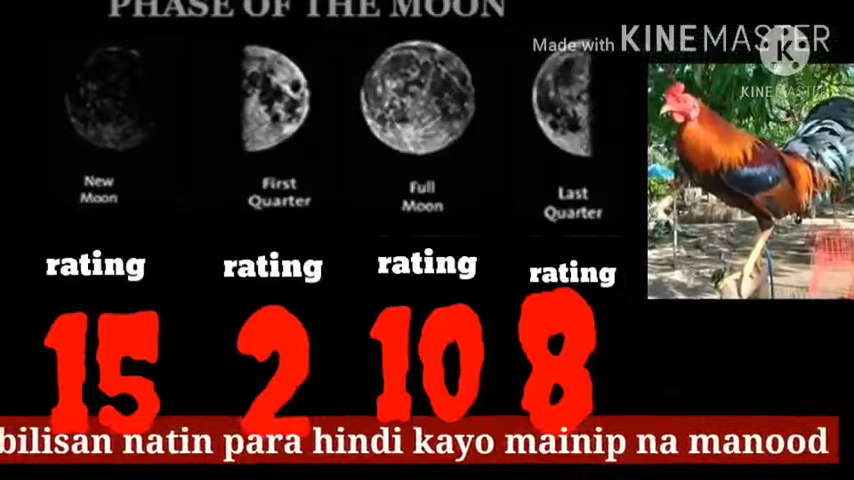 PHASE OF THE MOON
Made with KINEMASTER
K
KINEMASTER
New
Moon
First
Quarter
Full
Moon
Last
Quarter
rating
rating
rating
rating
15
2
10
8
bilisan natin para hindi kayo mainip na manood